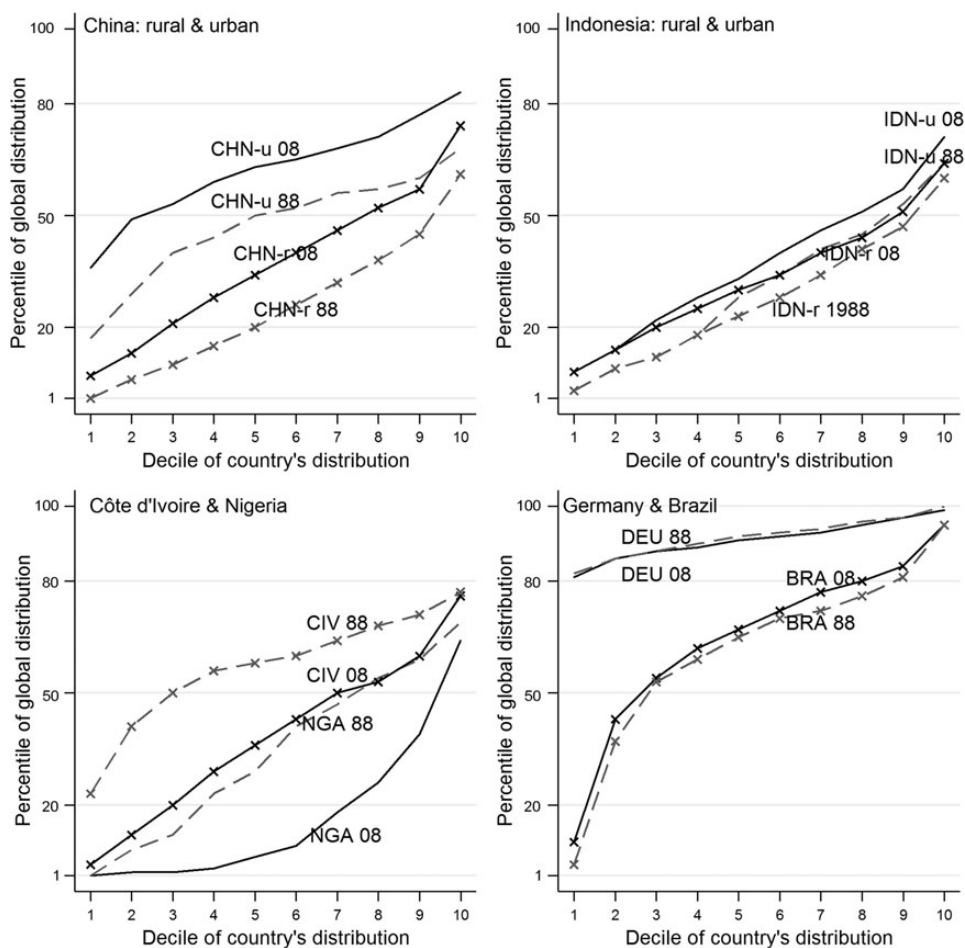 China: rural & urban
100
80
50
20
1
Percentile of global distribution
CHN-u 08
CHN-u 88
CHN-r 08
CHN-r 88
1 2 3 4 5 6 7 8 9 10
Decile of country's distribution
Indonesia: rural & urban
100
80
50
20
1
Percentile of global distribution
IDN-u 08
IDN-u 88
IDN-r 08
IDN-r 1988
1 2 3 4 5 6 7 8 9 10
Decile of country's distribution
Côte d'Ivoire & Nigeria
100
80
50
20
1
Percentile of global distribution
CIV 88
CIV 08
NGA 88
NGA 08
1 2 3 4 5 6 7 8 9 10
Decile of country's distribution
Germany & Brazil
100
80
50
20
1
Percentile of global distribution
DEU 88
DEU 08
BRA 08
BRA 88
1 2 3 4 5 6 7 8 9 10
Decile of country's distribution